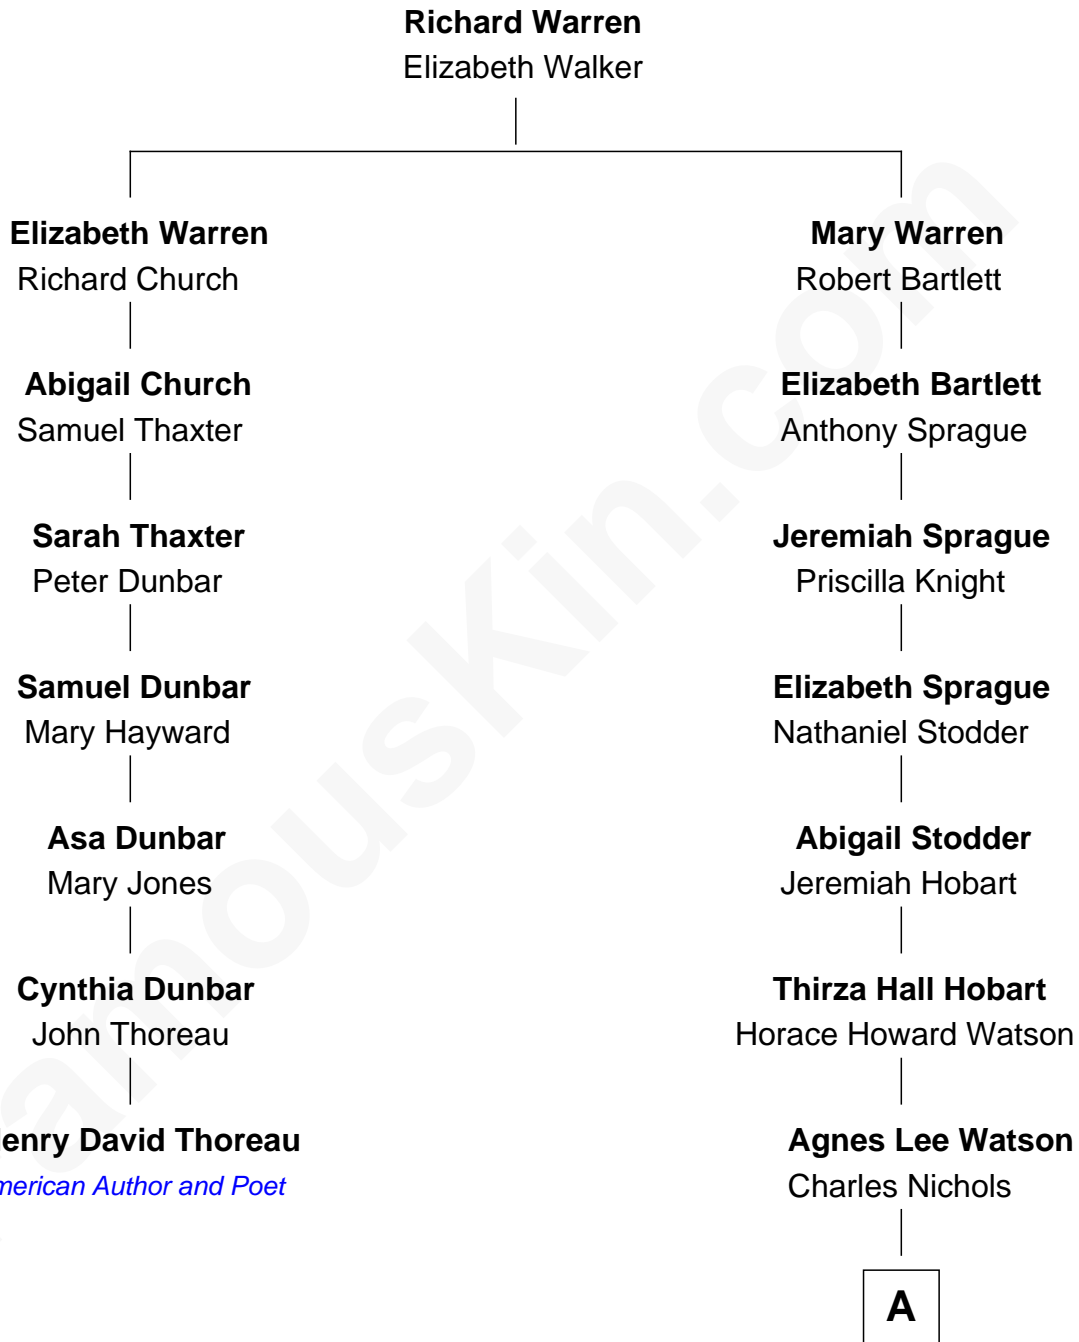 Richard Warren
Elizabeth Walker
Elizabeth Warren
Richard Church
Abigail Church
Samuel Thaxter
Sarah Thaxter
Peter Dunbar
Samuel Dunbar
Mary Hayward
Asa Dunbar
Mary Jones
Cynthia Dunbar
John Thoreau
enry David Thoreau
merican Author and Poet
Mary Warren
Robert Bartlett
Elizabeth Bartlett
Anthony Sprague
Jeremiah Sprague
Priscilla Knight
Elizabeth Sprague
Nathaniel Stodder
Abigail Stodder
Jeremiah Hobart
Thirza Hall Hobart
Horace Howard Watson
Agnes Lee Watson
Charles Nichols
A
amouskin.com